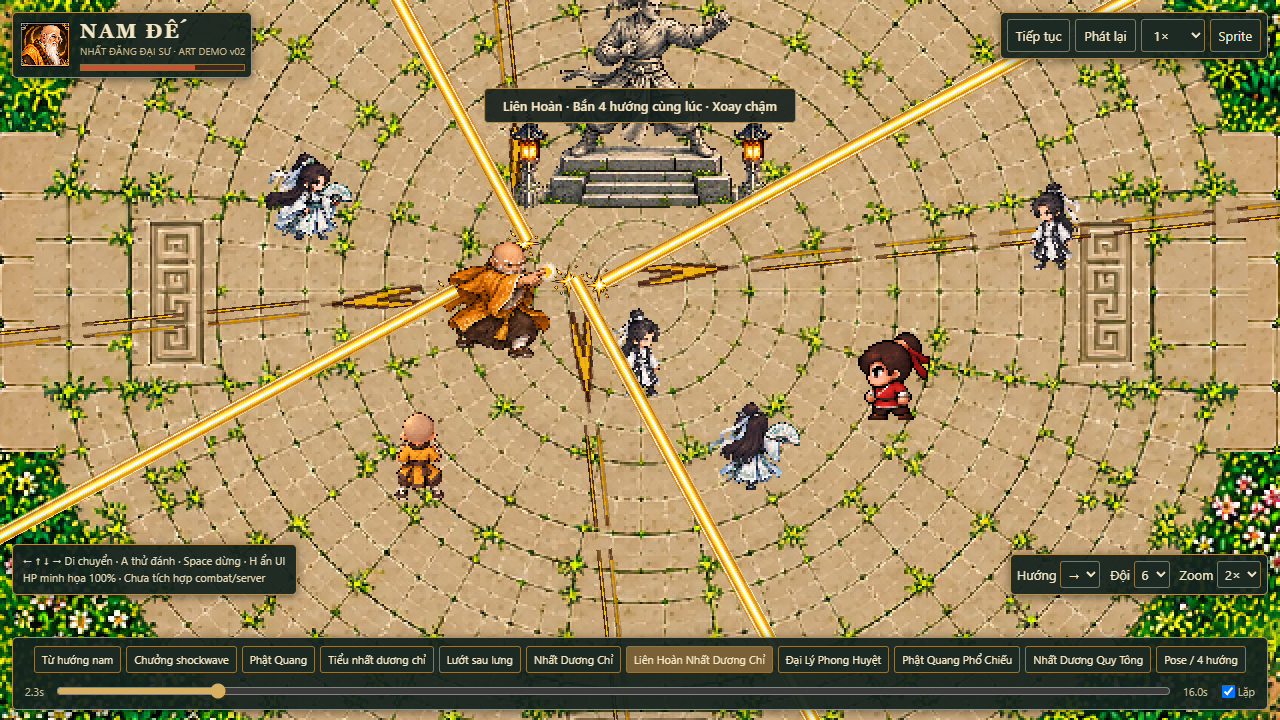 NAM ĐẾ
NHẤT ĐĂNG ĐẠI SƯ · ART DEMO v02
Tiếp tục Phát lại 1× Sprite
Liên Hoàn · Bắn 4 hướng cùng lúc · Xoay chậm
← ↑ ↓ → Di chuyển · A thử đánh · Space dừng · H ẩn UI
HP minh họa 100% · Chưa tích hợp combat/server
Hướng → Đội 6 Zoom 2×
Từ hướng nam Chưởng shockwave Phật Quang Tiểu nhất dương chỉ Lướt sau lưng Nhất Dương Chỉ Liên Hoàn Nhất Dương Chỉ Đại Lý Phong Huyệt Phật Quang Phổ Chiếu Nhất Dương Quy Tông Pose / 4 hướng
2.3s 16.0s Lặp